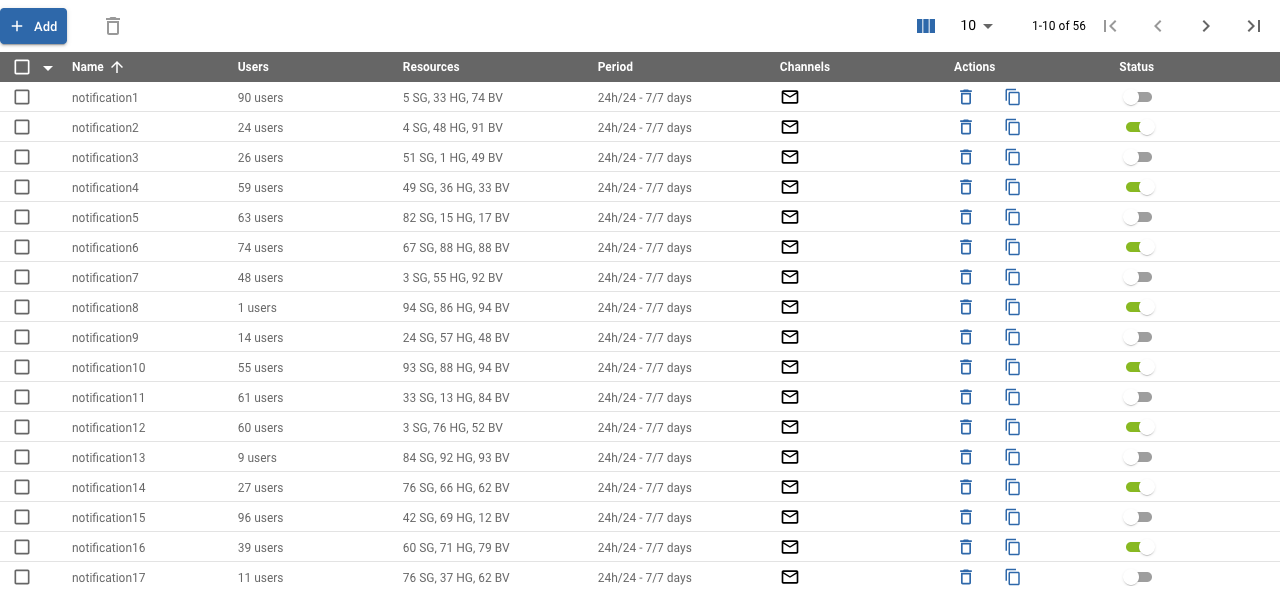 Add 10 1-10 of 56
Name Users Resources Period Channels Actions Status
notification1 90 users 5 SG, 33 HG, 74 BV 24h/24 - 7/7 days
notification2 24 users 4 SG, 48 HG, 91 BV 24h/24 - 7/7 days
notification3 26 users 51 SG, 1 HG, 49 BV 24h/24 - 7/7 days
notification4 59 users 49 SG, 36 HG, 33 BV 24h/24 - 7/7 days
notification5 63 users 82 SG, 15 HG, 17 BV 24h/24 - 7/7 days
notification6 74 users 67 SG, 88 HG, 88 BV 24h/24 - 7/7 days
notification7 48 users 3 SG, 55 HG, 92 BV 24h/24 - 7/7 days
notification8 1 users 94 SG, 86 HG, 94 BV 24h/24 - 7/7 days
notification9 14 users 24 SG, 57 HG, 48 BV 24h/24 - 7/7 days
notification10 55 users 93 SG, 88 HG, 94 BV 24h/24 - 7/7 days
notification11 61 users 33 SG, 13 HG, 84 BV 24h/24 - 7/7 days
notification12 60 users 3 SG, 76 HG, 52 BV 24h/24 - 7/7 days
notification13 9 users 84 SG, 92 HG, 93 BV 24h/24 - 7/7 days
notification14 27 users 76 SG, 66 HG, 62 BV 24h/24 - 7/7 days
notification15 96 users 42 SG, 69 HG, 12 BV 24h/24 - 7/7 days
notification16 39 users 60 SG, 71 HG, 79 BV 24h/24 - 7/7 days
notification17 11 users 76 SG, 37 HG, 62 BV 24h/24 - 7/7 days